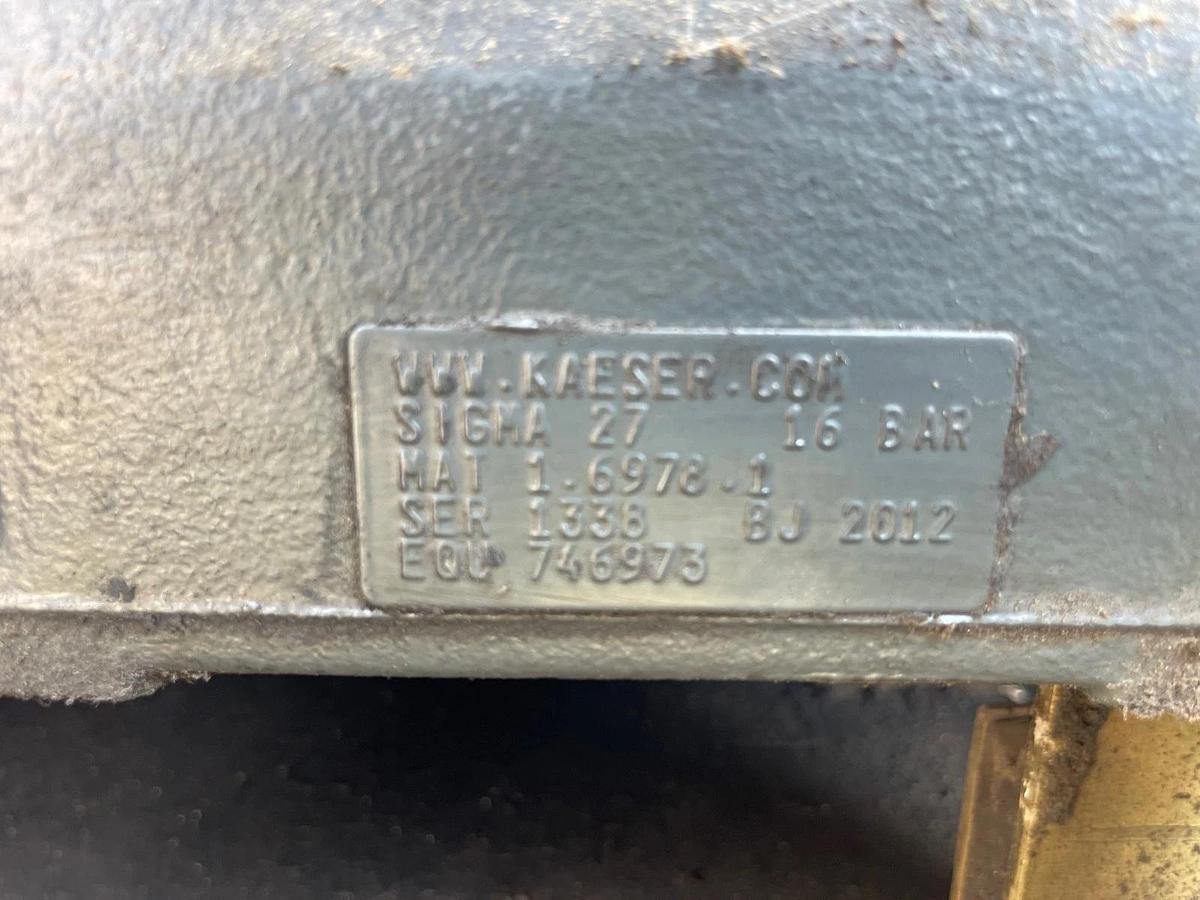 WWW.KAESER.COM
SIGMA 27 16 BAR
MAT 1.6978.1
SER 1338 BJ 2012
EQU 746973